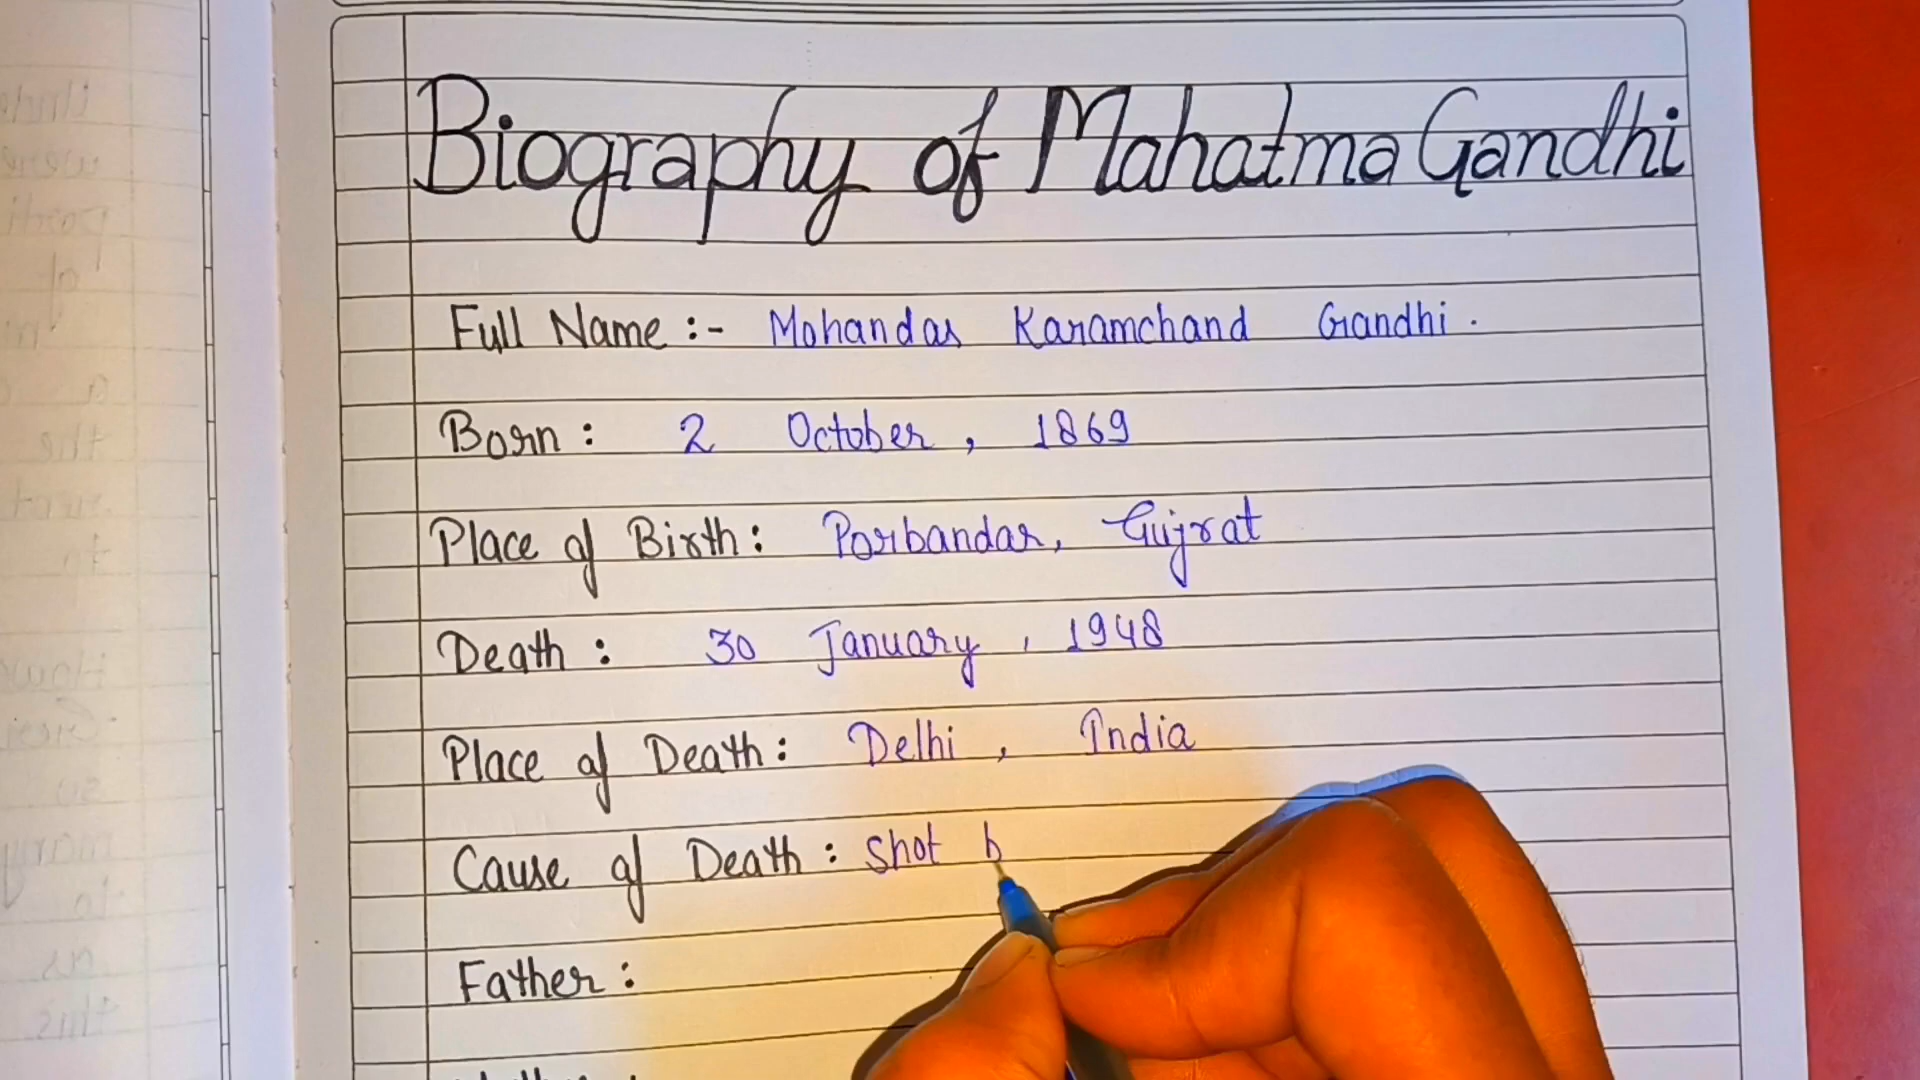 Biography of Mahatma Gandhi
Full Name :- Mohandas Karamchand Gandhi.
Born : 2 October, 1869
Place of Birth : Porbandar, Gujrat
Death : 30 January, 1948
Place of Death : Delhi, India
Cause of Death : Shot b
Father :